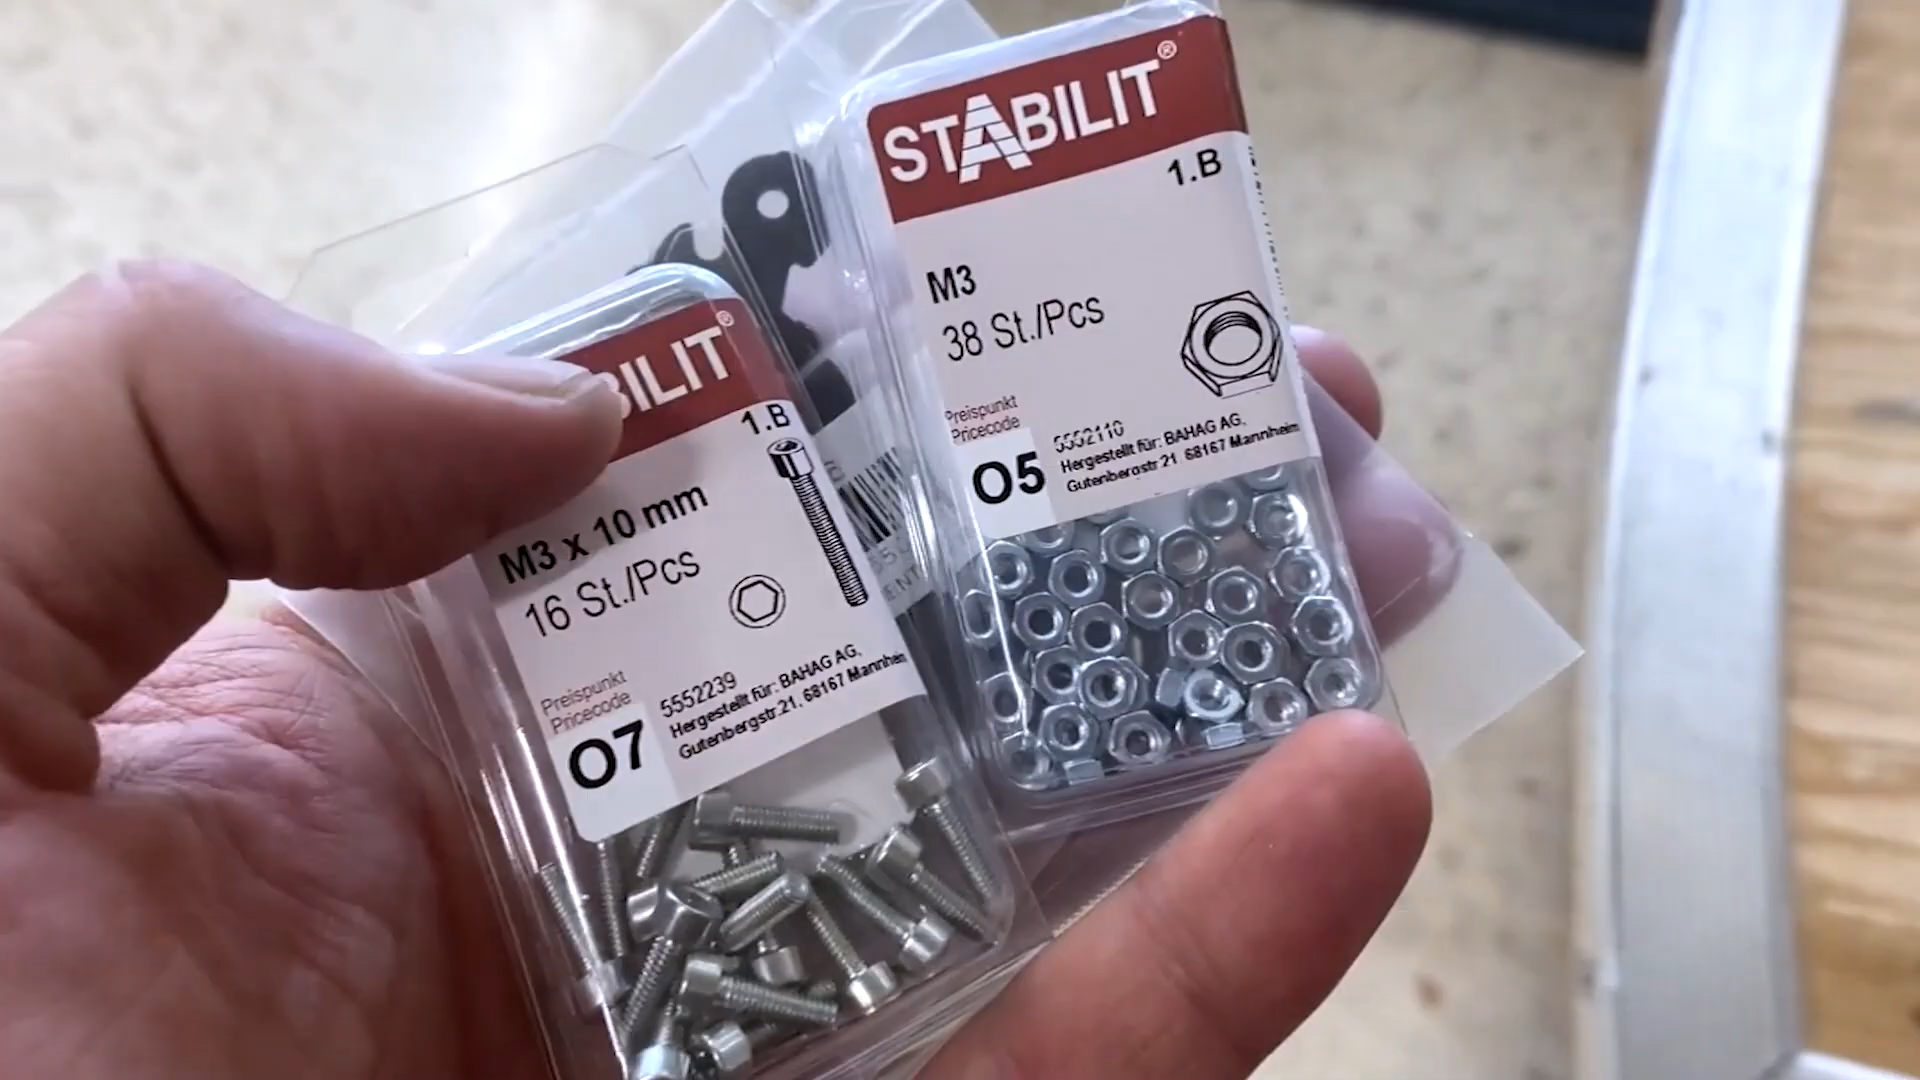 STABILIT®
1.B
M3
38 St./Pcs
Preispunkt
Pricecode
O5
5552110
Hergestellt für: BAHAG AG,
Gutenbergstr.21 68167 Mannheim
BILIT®
1.B
M3 x 10 mm
16 St./Pcs
Preispunkt
Pricecode
O7
5552239
Hergestellt für: BAHAG AG,
Gutenbergstr.21, 68167 Mannheim